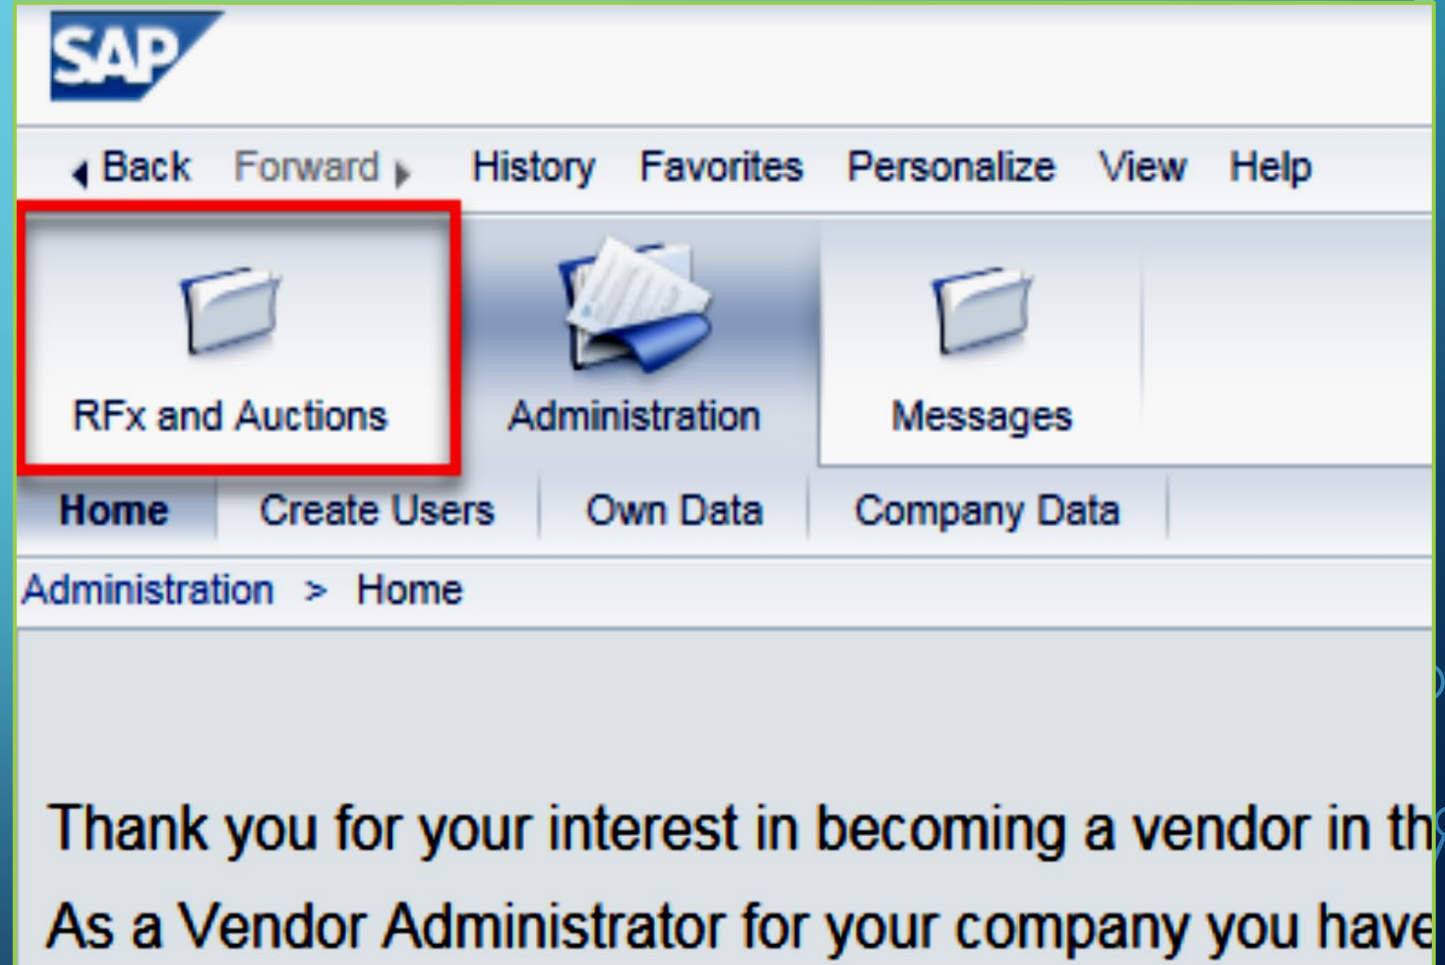 SAP
Back Forward History Favorites Personalize View Help
RFx and Auctions Administration Messages
Home Create Users Own Data Company Data
Administration > Home
Thank you for your interest in becoming a vendor in th
As a Vendor Administrator for your company you have